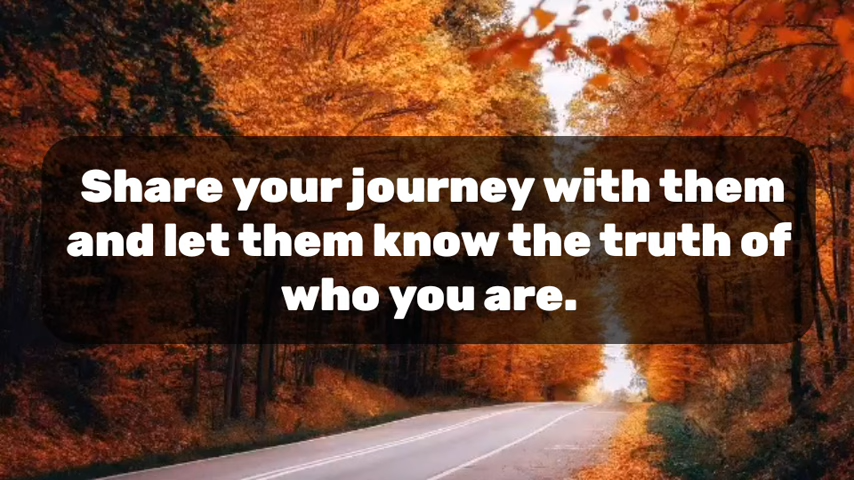 Share your journey with them
and let them know the truth of
who you are.